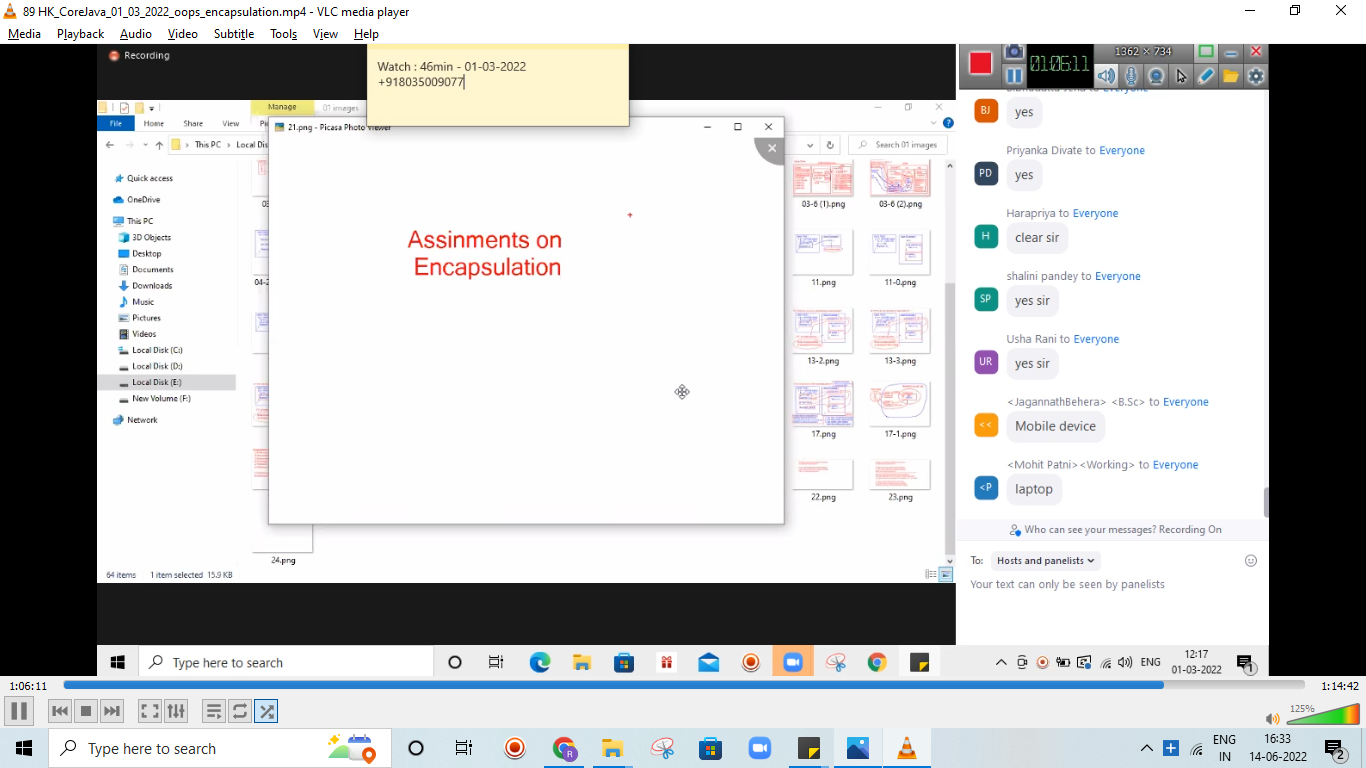 89 HK_CoreJava_01_03_2022_oops_encapsulation.mp4 - VLC media player
Media Playback Audio Video Subtitle Tools View Help
Recording
Watch : 46min - 01-03-2022
+918035009077
1362 × 734
01:06:11
Manage
01 images
File Home Share View
21.png - Picasa Photo Viewer
This PC
Search 01 images
Quick access
OneDrive
This PC
3D Objects
Desktop
Documents
Downloads
Music
Pictures
Videos
Local Disk (C:)
Local Disk (D:)
Local Disk (E:)
New Volume (F:)
Network
Assinments on
Encapsulation
03-6 (1).png 03-6 (2).png
11.png 11-0.png
13-2.png 13-3.png
17.png 17-1.png
22.png 23.png
24.png
64 items 1 item selected 15.9 KB
to Everyone
BJ
yes
Priyanka Divate to Everyone
PD
yes
Harapriya to Everyone
H
clear sir
shalini pandey to Everyone
SP
yes sir
Usha Rani to Everyone
UR
yes sir
<JagannathBehera> <B.Sc> to Everyone
<<
Mobile device
<Mohit Patni><Working> to Everyone
<P
laptop
Who can see your messages? Recording On
To: Hosts and panelists
Your text can only be seen by panelists
Type here to search
ENG
12:17
01-03-2022
1
1:06:11
1:14:42
125%
Type here to search
ENG
IN
16:33
14-06-2022
2